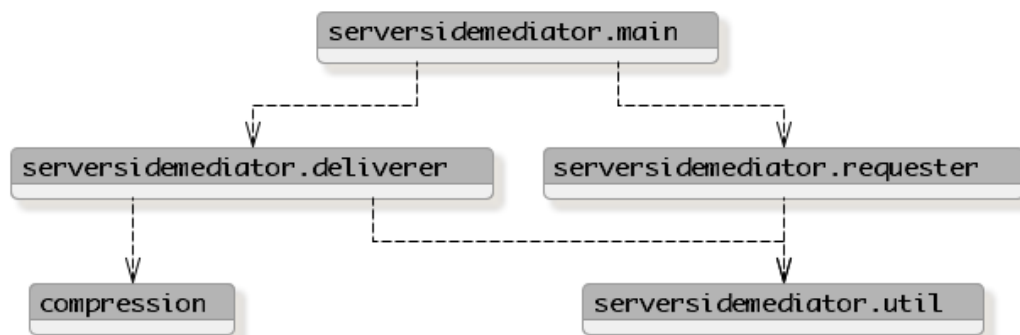 serversidemediator.main
serversidemediator.deliverer
serversidemediator.requester
compression
serversidemediator.util